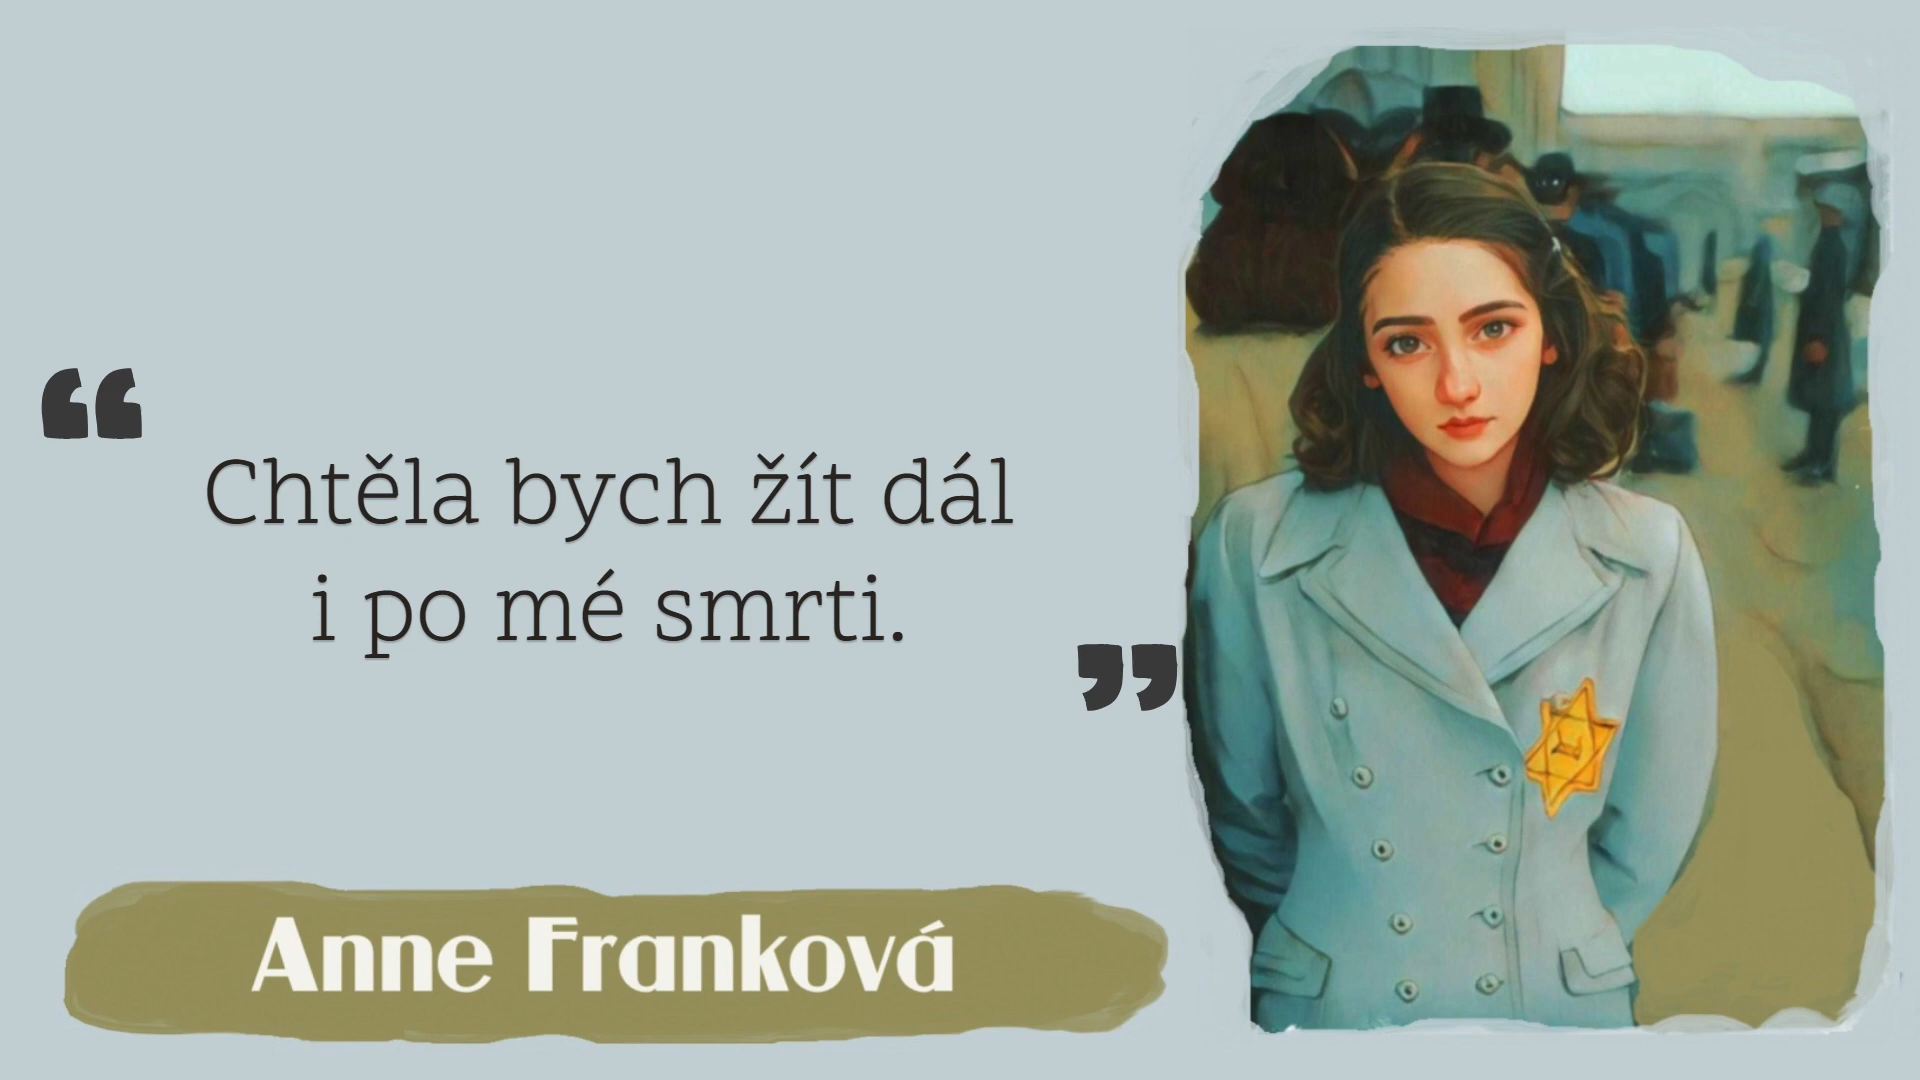 “
Chtěla bych žít dál
i po mé smrti.
”
Anne Franková